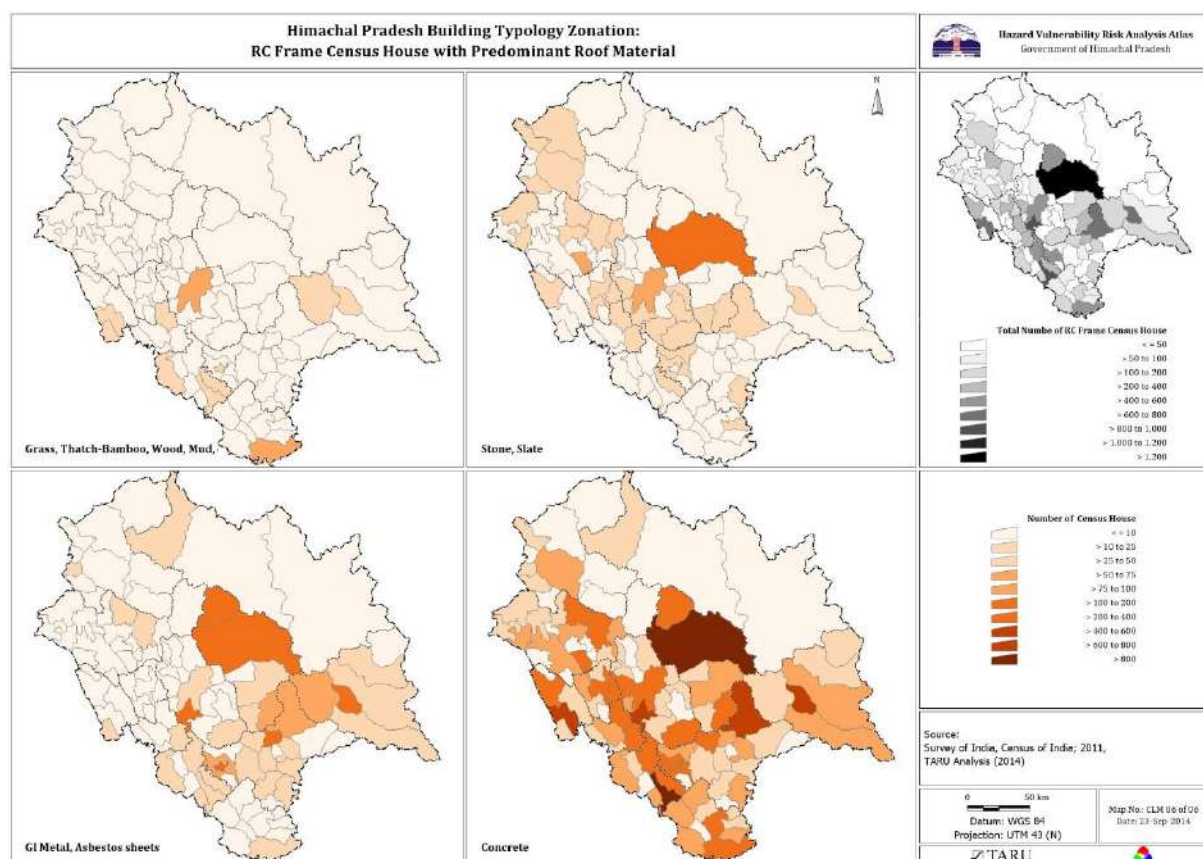 Himachal Pradesh Building Typology Zonation:
RC Frame Census House with Predominant Roof Material
Hazard Vulnerability Risk Analysis Atlas
Government of Himachal Pradesh
N
Grass, Thatch-Bamboo, Wood, Mud,
Stone, Slate
Total Numbe of RC Frame Census House
< = 50
> 50 to 100
> 100 to 200
> 200 to 400
> 400 to 600
> 600 to 800
> 800 to 1,000
> 1,000 to 1,200
> 1,200
GI Metal, Asbestos sheets
Concrete
Number of Census House
< = 10
> 10 to 25
> 25 to 50
> 50 to 75
> 75 to 100
> 100 to 200
> 200 to 400
> 400 to 600
> 600 to 800
> 800
Source:
Survey of India, Census of India; 2011,
TARU Analysis (2014)
0 50 km
Datum: WGS 84
Projection: UTM 43 (N)
Map No.: CLM 06 of 06
Date: 23-Sep-2014
TARU